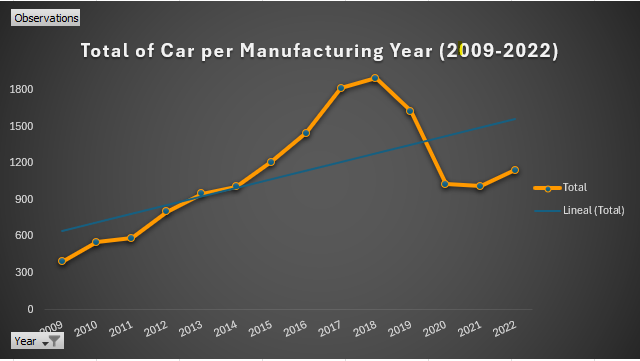 Observations
Total of Car per Manufacturing Year (2009-2022)
1800
1500
1200
900
600
300
0
Total
Lineal (Total)
2009 2010 2011 2012 2013 2014 2015 2016 2017 2018 2019 2020 2021 2022
Year